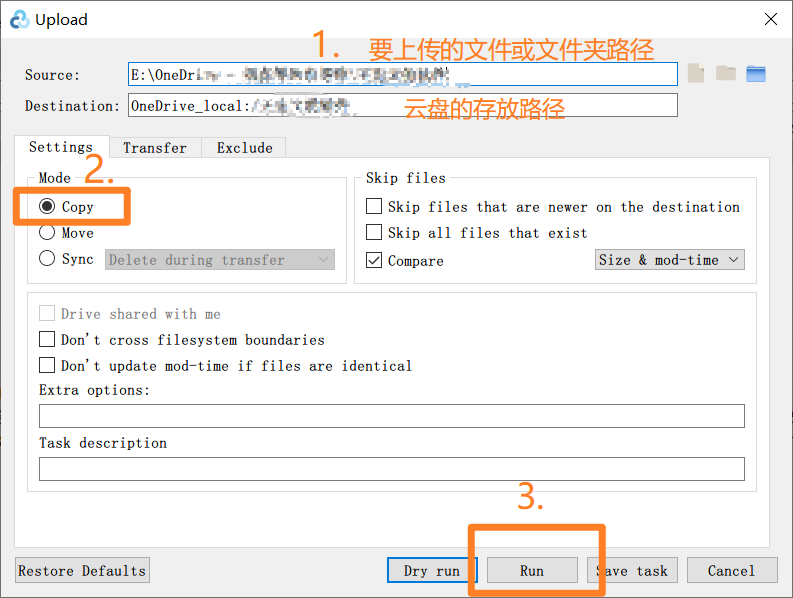 Upload
1. 要上传的文件或文件夹路径
Source: E:\OneDri
Destination: OneDrive_local:/
云盘的存放路径
Settings Transfer Exclude
2.
Mode
Copy
Move
Sync Delete during transfer
Skip files
Skip files that are newer on the destination
Skip all files that exist
Compare Size & mod-time
Drive shared with me
Don't cross filesystem boundaries
Don't update mod-time if files are identical
Extra options:
Task description
3.
Restore Defaults Dry run Run Save task Cancel